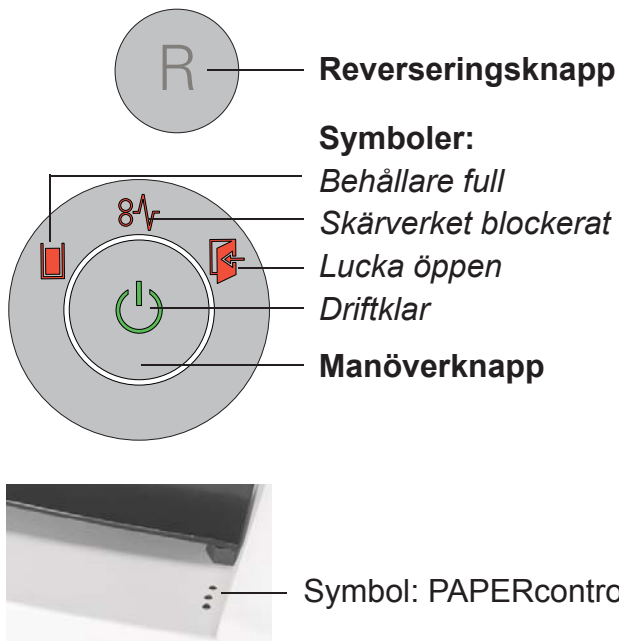 R
Reverseringsknapp
Symboler:
Behållare full
Skärverket blockerat
Lucka öppen
Driftklar
Manöverknapp
Symbol: PAPERcontro